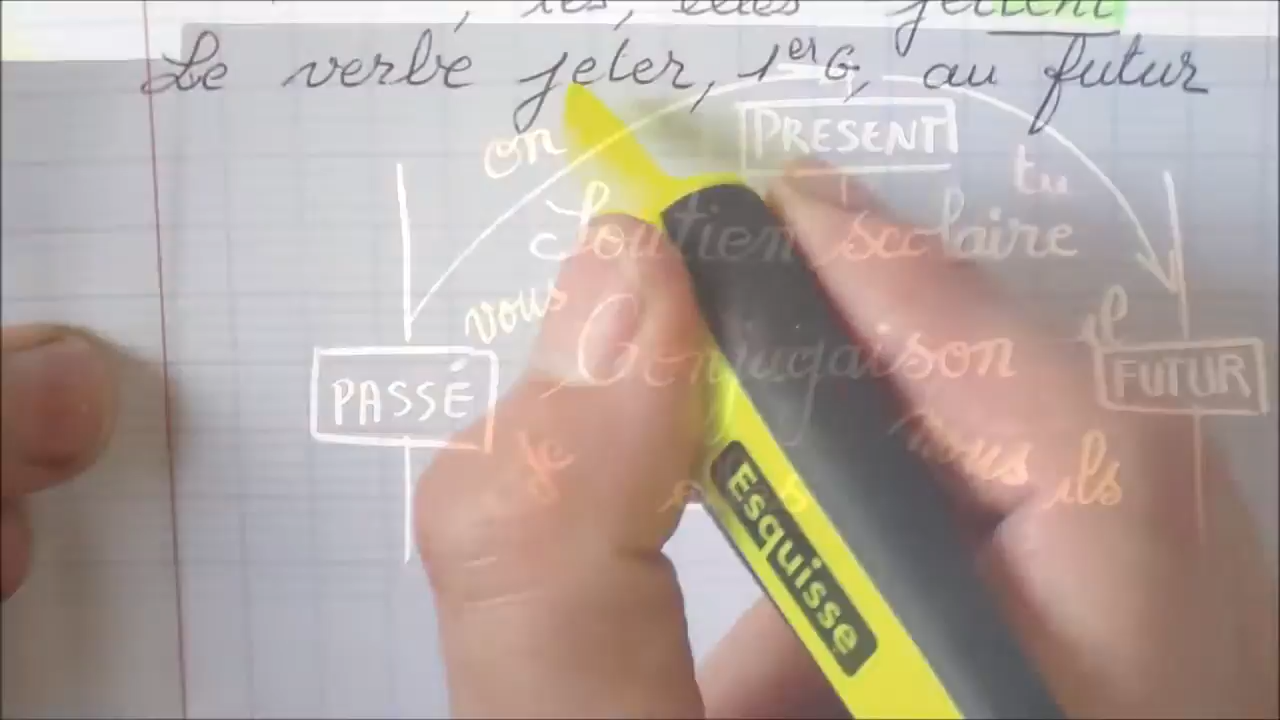 , ils, elles jettent
Le verbe jeter, 1er G, au futur
PRESENT
on
tu
Soutien scolaire
vous
il
Conjugaison
PASSÉ
FUTUR
je
nous ils
Esquisse